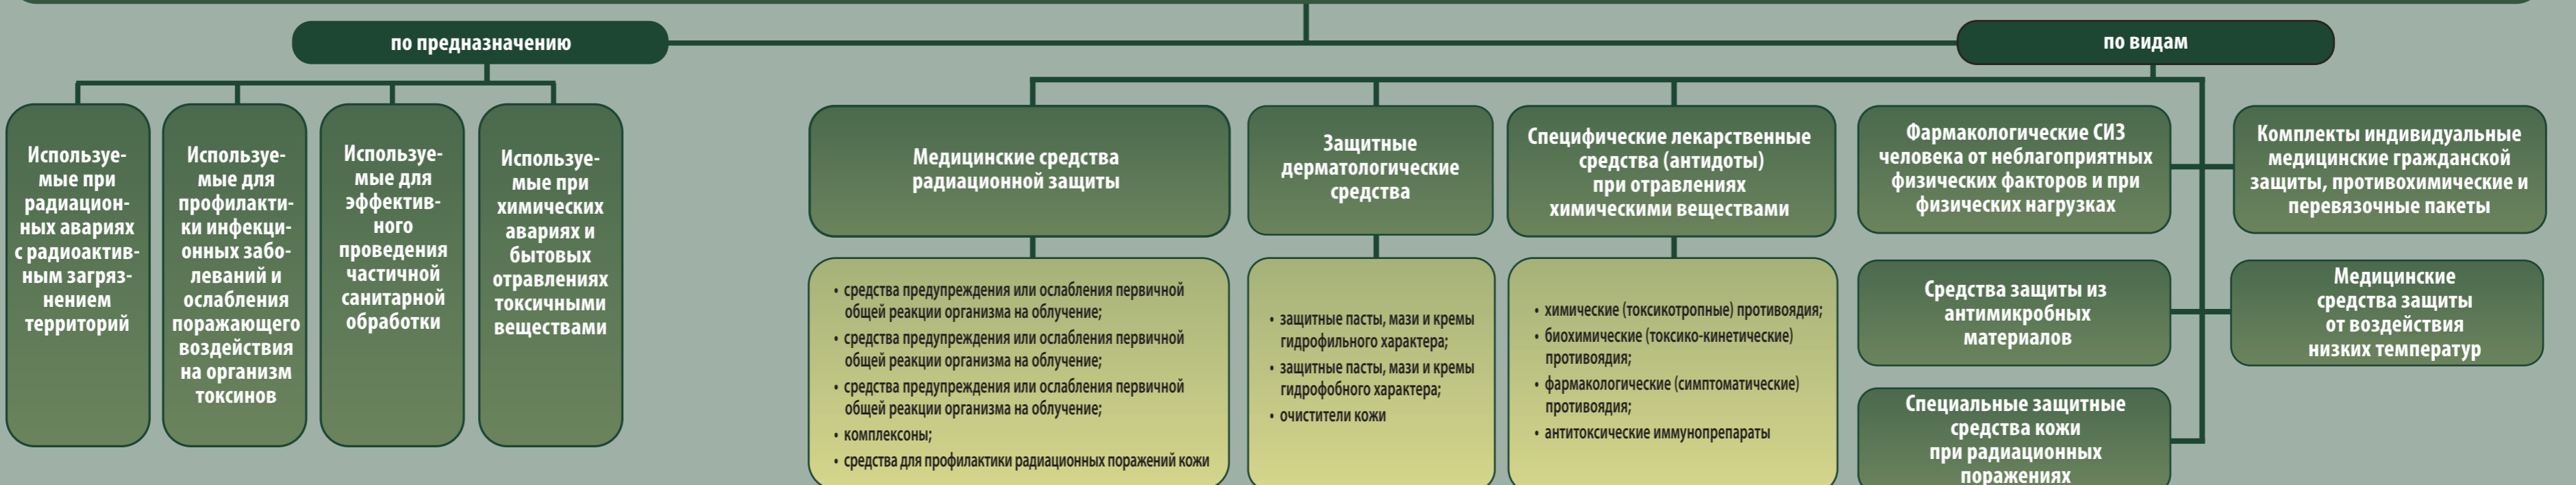 по предназначению
Используе-
мые при
радиацион-
ных авариях
с радиоактив-
ным загряз-
нением
территорий
Используе-
мые для
профилакти-
ки инфекци-
онных забо-
леваний и
ослабления
поражающего
воздействия
на организм
токсинов
Используе-
мые для
эффектив-
ного
проведения
частичной
санитарной
обработки
Используе-
мые при
химических
авариях и
бытовых
отравлениях
токсичными
веществами
по видам
Медицинские средства
радиационной защиты
• средства предупреждения или ослабления первичной
общей реакции организма на облучение;
• средства предупреждения или ослабления первичной
общей реакции организма на облучение;
• средства предупреждения или ослабления первичной
общей реакции организма на облучение;
• комплексоны;
• средства для профилактики радиационных поражений кожи
Защитные
дерматологические
средства
• защитные пасты, мази и кремы
гидрофильного характера;
• защитные пасты, мази и кремы
гидрофобного характера;
• очистители кожи
Специфические лекарственные
средства (антидоты)
при отравлениях
химическими веществами
• химические (токсикотропные) противоядия;
• биохимические (токсико-кинетические)
противоядия;
• фармакологические (симптоматические)
противоядия;
• антитоксические иммунопрепараты
Фармакологические СИЗ
человека от неблагоприятных
физических факторов и при
физических нагрузках
Комплекты индивидуальные
медицинские гражданской
защиты, противохимические и
перевязочные пакеты
Средства защиты из
антимикробных
материалов
Медицинские
средства защиты
от воздействия
низких температур
Специальные защитные
средства кожи
при радиационных
поражениях